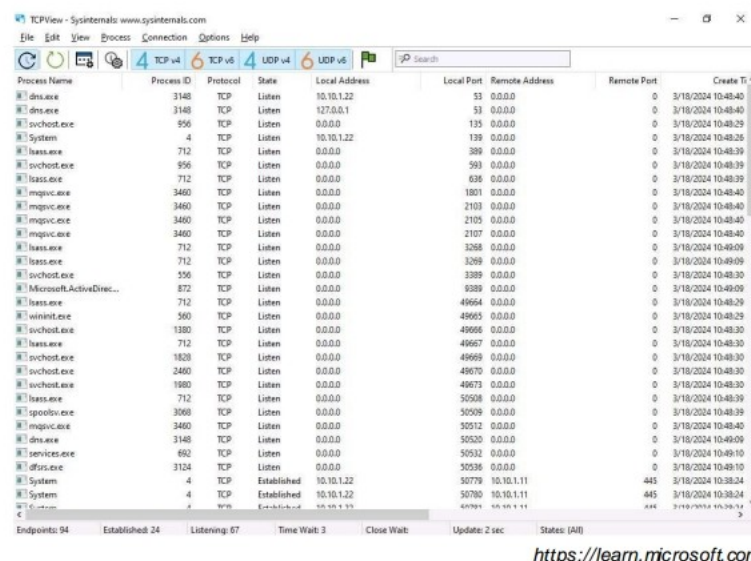 TCPView - Sysinternals: www.sysinternals.com
File Edit View Process Connection Options Help
4 TCP v4 6 TCP v6 4 UDP v4 6 UDP v6 Search
Process Name Process ID Protocol State Local Address Local Port Remote Address Remote Port Create Ti
dns.exe 3148 TCP Listen 10.10.1.22 53 0.0.0.0 0 3/18/2024 10:48:40
dns.exe 3148 TCP Listen 127.0.0.1 53 0.0.0.0 0 3/18/2024 10:48:40
svchost.exe 956 TCP Listen 0.0.0.0 135 0.0.0.0 0 3/18/2024 10:48:29
System 4 TCP Listen 10.10.1.22 139 0.0.0.0 0 3/18/2024 10:48:26
lsass.exe 712 TCP Listen 0.0.0.0 389 0.0.0.0 0 3/18/2024 10:48:39
svchost.exe 956 TCP Listen 0.0.0.0 593 0.0.0.0 0 3/18/2024 10:48:39
lsass.exe 712 TCP Listen 0.0.0.0 636 0.0.0.0 0 3/18/2024 10:48:39
mqsvc.exe 3460 TCP Listen 0.0.0.0 1801 0.0.0.0 0 3/18/2024 10:48:40
mqsvc.exe 3460 TCP Listen 0.0.0.0 2103 0.0.0.0 0 3/18/2024 10:48:40
mqsvc.exe 3460 TCP Listen 0.0.0.0 2105 0.0.0.0 0 3/18/2024 10:48:40
mqsvc.exe 3460 TCP Listen 0.0.0.0 2107 0.0.0.0 0 3/18/2024 10:48:40
lsass.exe 712 TCP Listen 0.0.0.0 3268 0.0.0.0 0 3/18/2024 10:49:09
lsass.exe 712 TCP Listen 0.0.0.0 3269 0.0.0.0 0 3/18/2024 10:49:09
svchost.exe 556 TCP Listen 0.0.0.0 3389 0.0.0.0 0 3/18/2024 10:48:30
Microsoft.ActiveDirec... 872 TCP Listen 0.0.0.0 9389 0.0.0.0 0 3/18/2024 10:49:09
lsass.exe 712 TCP Listen 0.0.0.0 49664 0.0.0.0 0 3/18/2024 10:48:29
wininit.exe 560 TCP Listen 0.0.0.0 49665 0.0.0.0 0 3/18/2024 10:48:29
svchost.exe 1380 TCP Listen 0.0.0.0 49666 0.0.0.0 0 3/18/2024 10:48:30
lsass.exe 712 TCP Listen 0.0.0.0 49667 0.0.0.0 0 3/18/2024 10:48:30
svchost.exe 1828 TCP Listen 0.0.0.0 49669 0.0.0.0 0 3/18/2024 10:48:30
svchost.exe 2460 TCP Listen 0.0.0.0 49670 0.0.0.0 0 3/18/2024 10:48:30
svchost.exe 1980 TCP Listen 0.0.0.0 49673 0.0.0.0 0 3/18/2024 10:48:30
lsass.exe 712 TCP Listen 0.0.0.0 50508 0.0.0.0 0 3/18/2024 10:48:39
spoolsv.exe 3068 TCP Listen 0.0.0.0 50509 0.0.0.0 0 3/18/2024 10:48:39
mqsvc.exe 3460 TCP Listen 0.0.0.0 50512 0.0.0.0 0 3/18/2024 10:48:40
dns.exe 3148 TCP Listen 0.0.0.0 50520 0.0.0.0 0 3/18/2024 10:49:09
services.exe 692 TCP Listen 0.0.0.0 50532 0.0.0.0 0 3/18/2024 10:49:10
dfsrs.exe 3124 TCP Listen 0.0.0.0 50536 0.0.0.0 0 3/18/2024 10:49:10
System 4 TCP Established 10.10.1.22 50779 10.10.1.11 445 3/18/2024 10:38:24
System 4 TCP Established 10.10.1.22 50780 10.10.1.11 445 3/18/2024 10:38:24
System 4 TCP Established 10.10.1.22 50781 10.10.1.11 445 3/18/2024 10:38:24
Endpoints: 94 Established: 24 Listening: 67 Time Wait: 3 Close Wait: Update: 2 sec States: (All)
https://learn.microsoft.com